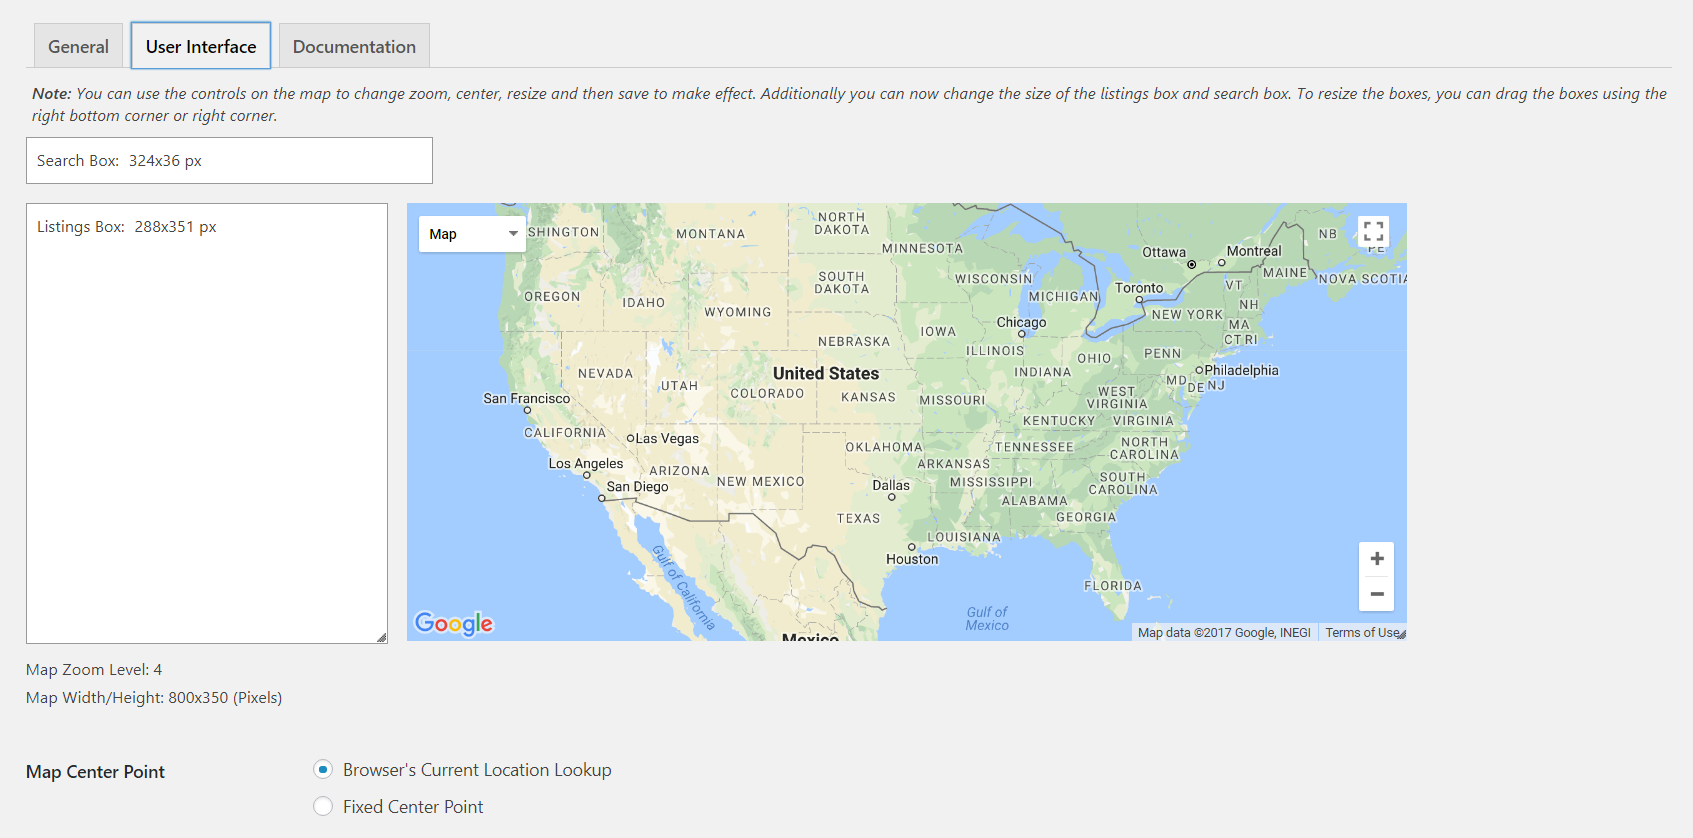 General
User Interface
Documentation
Note: You can use the controls on the map to change zoom, center, resize and then save to make effect. Additionally you can now change the size of the listings box and search box. To resize the boxes, you can drag the boxes using the
right bottom corner or right corner.
Search Box: 324x36 px
Listings Box: 288x351 px
Map
SHINGTON
MONTANA
NORTH
DAKOTA
MINNESOTA
Ottawa
Montreal
NB
PE
MAINE
NOVA SCOTIA
OREGON
IDAHO
SOUTH
DAKOTA
WISCONSIN
MICHIGAN
Toronto
VT
NH
WYOMING
NEW YORK
MA
CT RI
Chicago
IOWA
NEBRASKA
ILLINOIS
OHIO
PENN
NEVADA
United States
INDIANA
Philadelphia
UTAH
COLORADO
KANSAS
MISSOURI
WEST
VIRGINIA
MD
DE NJ
San Francisco
KENTUCKY
VIRGINIA
CALIFORNIA
Las Vegas
OKLAHOMA
TENNESSEE
NORTH
CAROLINA
Los Angeles
ARIZONA
NEW MEXICO
ARKANSAS
San Diego
Dallas
MISSISSIPPI
SOUTH
CAROLINA
ALABAMA
TEXAS
GEORGIA
LOUISIANA
Houston
Gulf of California
FLORIDA
Gulf of
Mexico
Google
Mexico
Map data ©2017 Google, INEGI
Terms of Use
Map Zoom Level: 4
Map Width/Height: 800x350 (Pixels)
Map Center Point
Browser's Current Location Lookup
Fixed Center Point